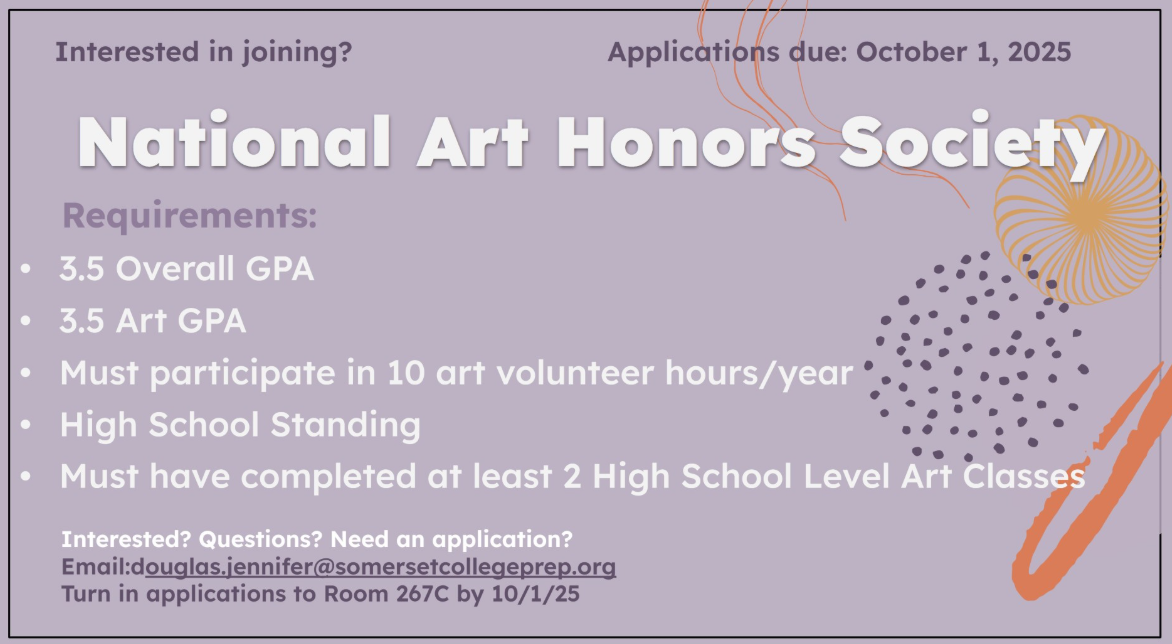 Interested in joining?
Applications due: October 1, 2025
National Art Honors Society
Requirements:
• 3.5 Overall GPA
• 3.5 Art GPA
• Must participate in 10 art volunteer hours/year
• High School Standing
• Must have completed at least 2 High School Level Art Classes
Interested? Questions? Need an application?
Email:douglas.jennifer@somersetcollegeprep.org
Turn in applications to Room 267C by 10/1/25